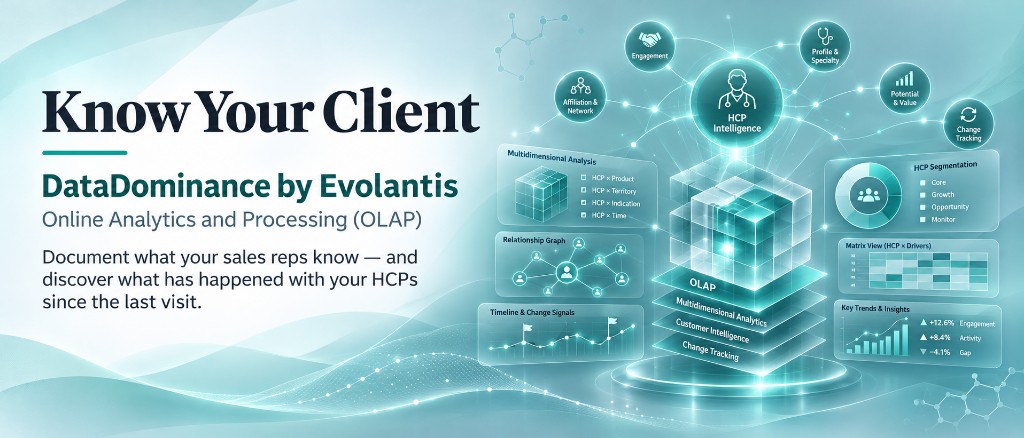 Know Your Client
DataDominance by Evolantis
Online Analytics and Processing (OLAP)
Document what your sales reps know — and
discover what has happened with your HCPs
since the last visit.
Engagement
Profile &
Specialty
Affiliation &
Network
HCP
Intelligence
Potential
& Value
Change
Tracking
Multidimensional Analysis
HCP × Product
HCP × Territory
HCP × Indication
HCP × Time
Relationship Graph
Timeline & Change Signals
OLAP
Multidimensional Analytics
Customer Intelligence
Change Tracking
HCP Segmentation
Core
Growth
Opportunity
Monitor
Matrix View (HCP × Drivers)
Key Trends & Insights
▲ +12.6% Engagement
▲ +8.4% Activity
▼ -4.1% Gap